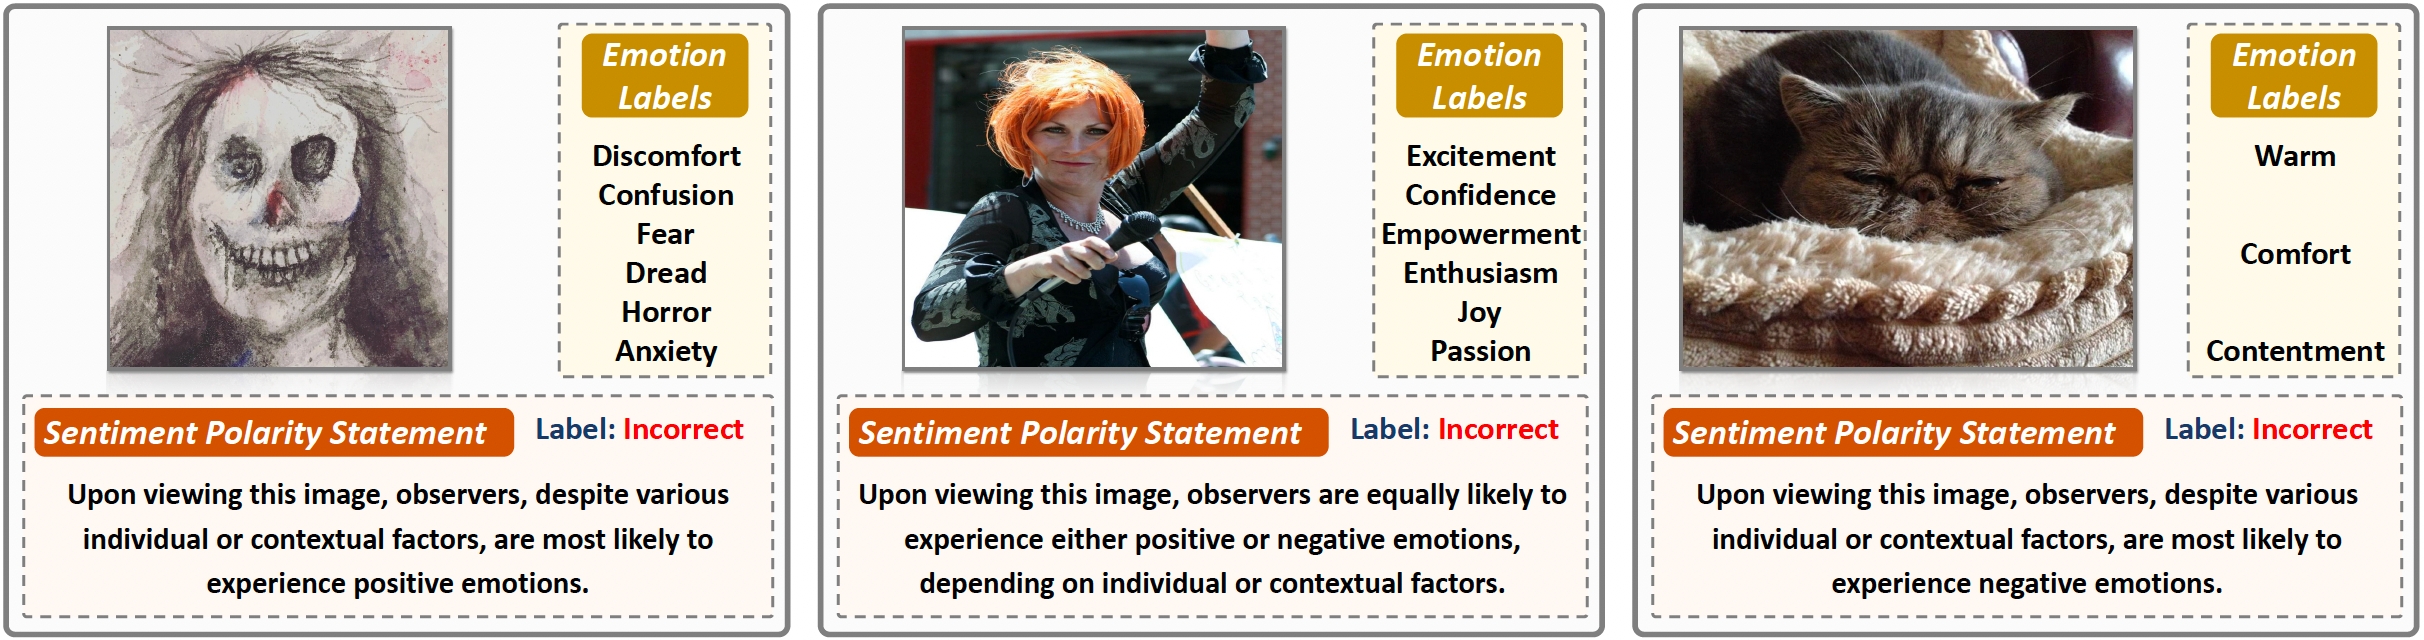 Emotion
Labels
Discomfort
Confusion
Fear
Dread
Horror
Anxiety
Sentiment Polarity Statement
Label: Incorrect
Upon viewing this image, observers, despite various
individual or contextual factors, are most likely to
experience positive emotions.
Emotion
Labels
Excitement
Confidence
Empowerment
Enthusiasm
Joy
Passion
Sentiment Polarity Statement
Label: Incorrect
Upon viewing this image, observers are equally likely to
experience either positive or negative emotions,
depending on individual or contextual factors.
Emotion
Labels
Warm
Comfort
Contentment
Sentiment Polarity Statement
Label: Incorrect
Upon viewing this image, observers, despite various
individual or contextual factors, are most likely to
experience negative emotions.